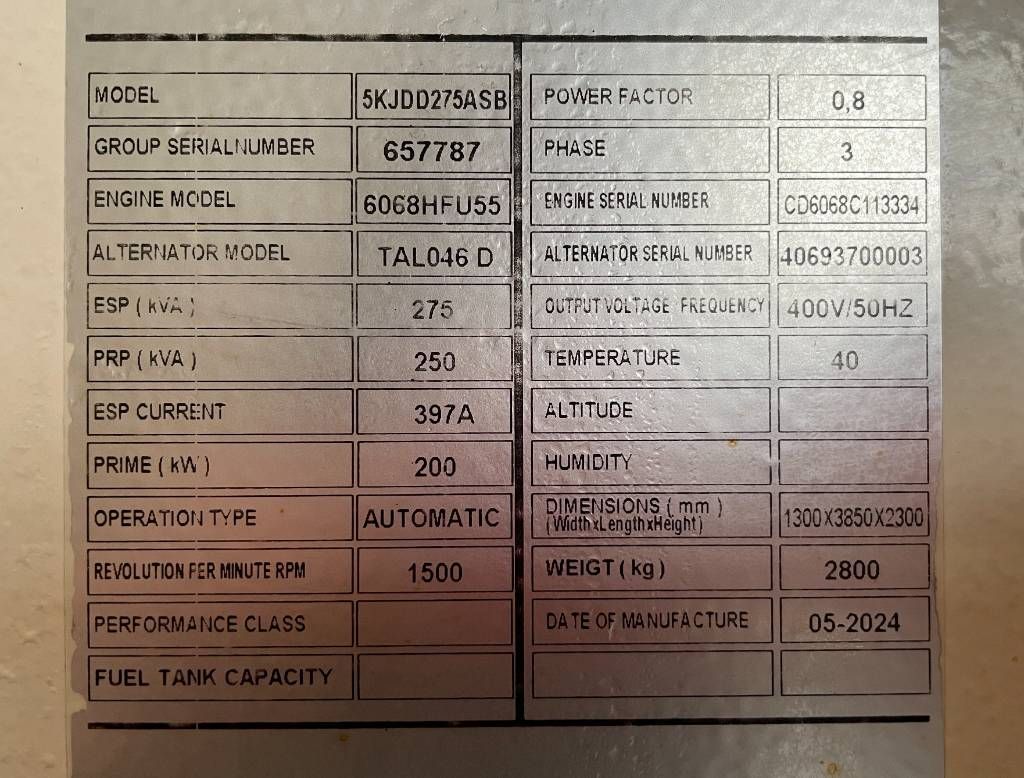 MODEL 5KJDD275ASB POWER FACTOR 0,8
GROUP SERIALNUMBER 657787 PHASE 3
ENGINE MODEL 6068HFU55 ENGINE SERIAL NUMBER CD6068C113334
ALTERNATOR MODEL TAL046 D ALTERNATOR SERIAL NUMBER 40693700003
ESP ( kVA ) 275 OUTPUT VOLTAGE FREQUENCY 400V/50HZ
PRP ( kVA ) 250 TEMPERATURE 40
ESP CURRENT 397A ALTITUDE
PRIME ( kW ) 200 HUMIDITY
OPERATION TYPE AUTOMATIC DIMENSIONS ( mm )
(WidthxLengthxHeight) 1300X3850X2300
REVOLUTION PER MINUTE RPM 1500 WEIGT ( kg ) 2800
PERFORMANCE CLASS DATE OF MANUFACTURE 05-2024
FUEL TANK CAPACITY